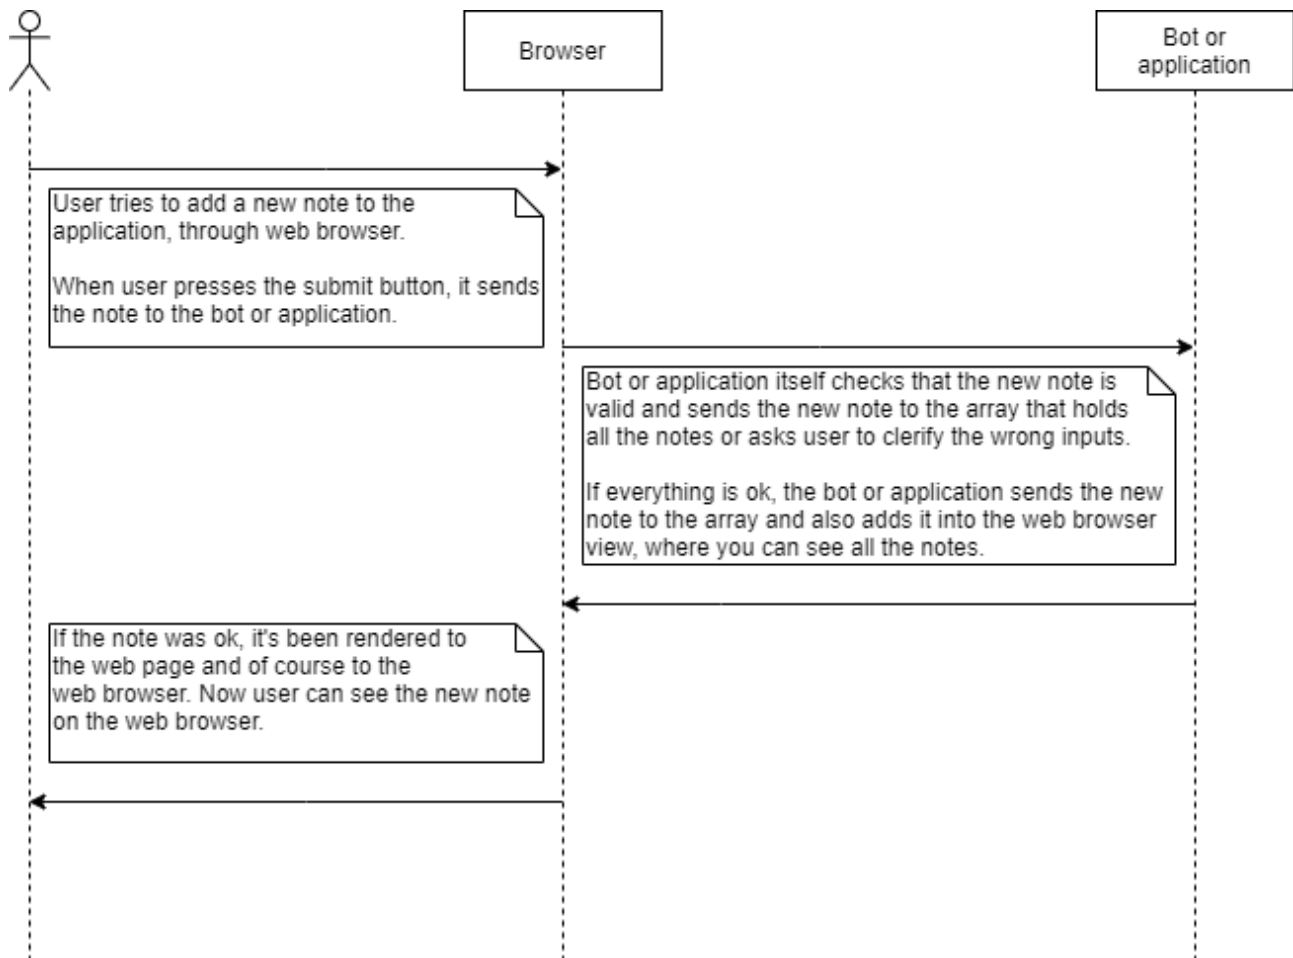 Browser
Bot or
application
User tries to add a new note to the
application, through web browser.
When user presses the submit button, it sends
the note to the bot or application.
Bot or application itself checks that the new note is
valid and sends the new note to the array that holds
all the notes or asks user to clerify the wrong inputs.
If everything is ok, the bot or application sends the new
note to the array and also adds it into the web browser
view, where you can see all the notes.
If the note was ok, it's been rendered to
the web page and of course to the
web browser. Now user can see the new note
on the web browser.